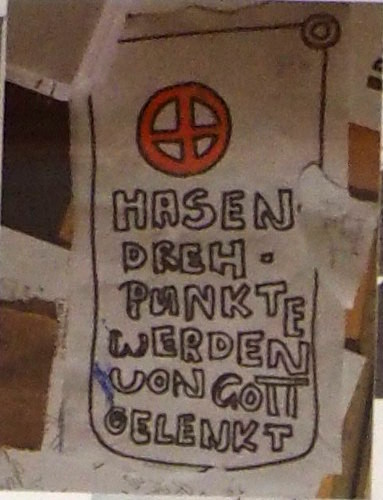 HASEN
DREH-
PUNKTE
WERDEN
VON GOTT
GELENKT